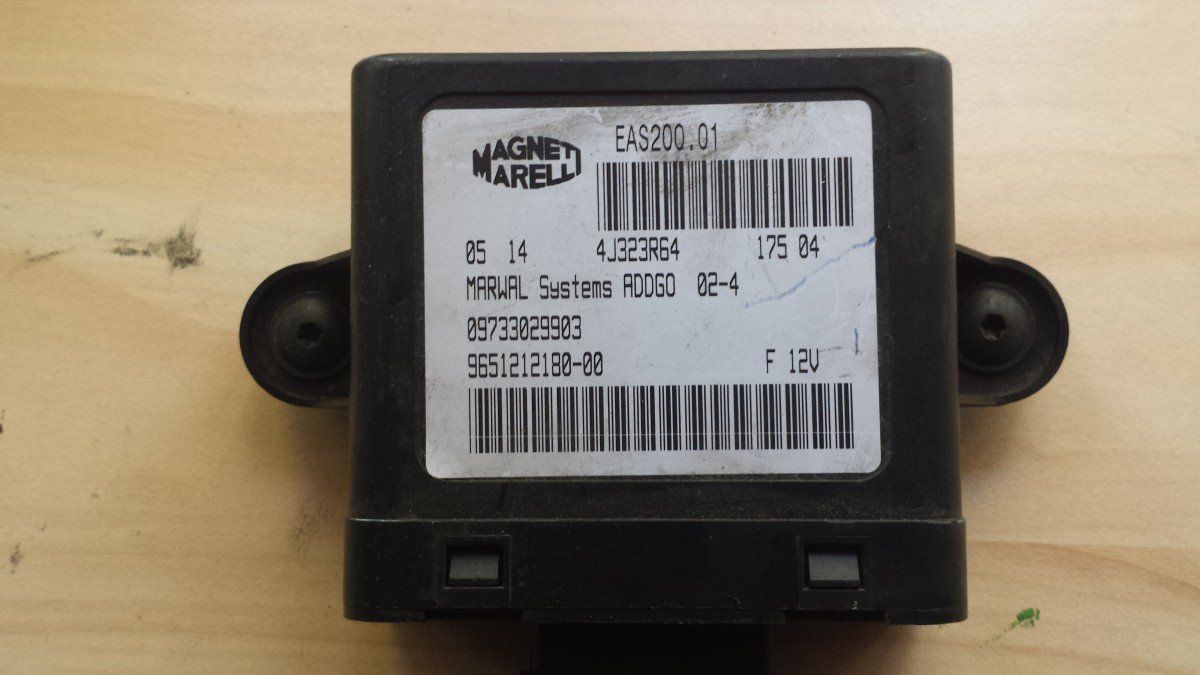 MAGNETI
MARELLI
EAS200.01
05 14 4J323R64 175 04
MARWAL Systems ADDGO 02-4
09733029903
9651212180-00 F 12V